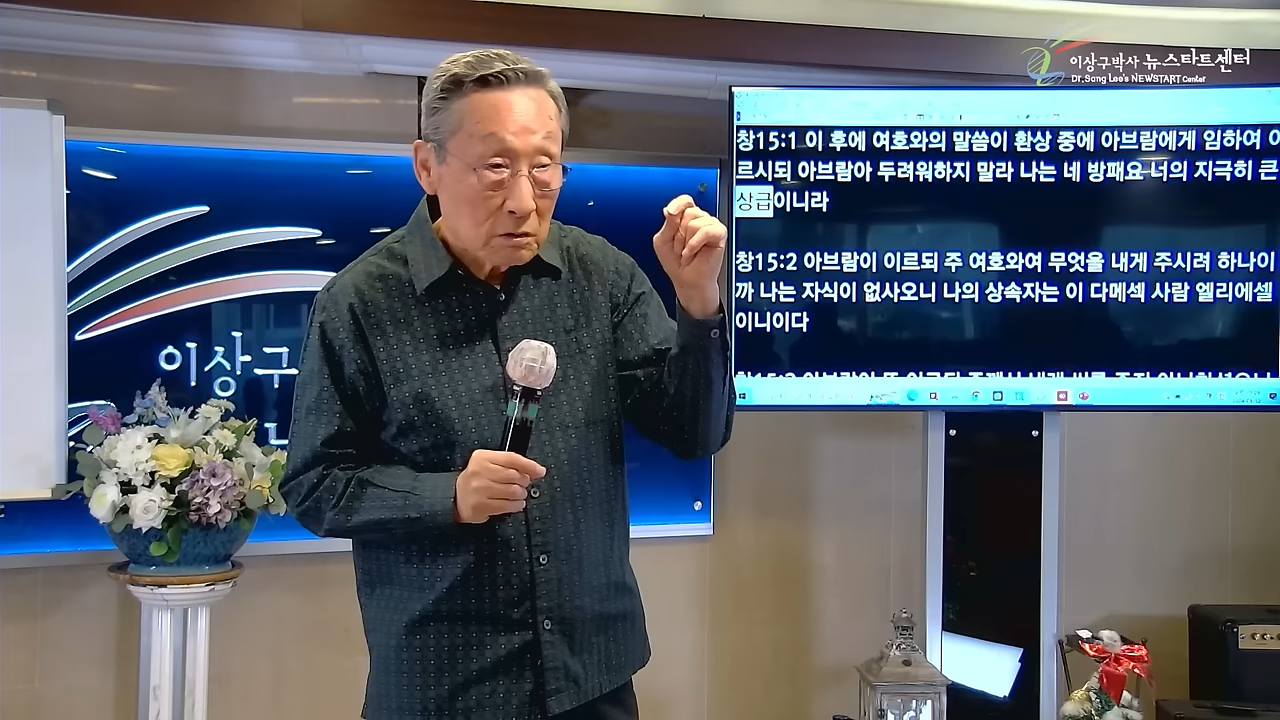 이상구박사 뉴스타트센터
Dr.Sang Lee's NEWSTART Center
창15:1 이 후에 여호와의 말씀이 환상 중에 아브람에게 임하여 이
르시되 아브람아 두려워하지 말라 나는 네 방패요 너의 지극히 큰
상급이니라
창15:2 아브람이 이르되 주 여호와여 무엇을 내게 주시려 하나이
까 나는 자식이 없사오니 나의 상속자는 이 다메섹 사람 엘리에셀
이니이다
이상구